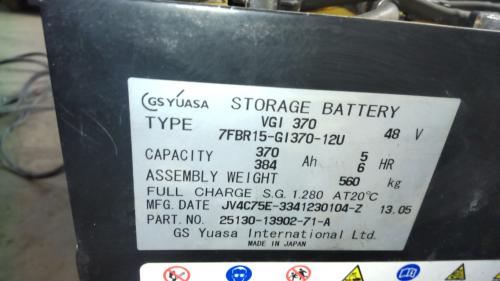 GS YUASA STORAGE BATTERY
TYPE VGI 370
7FBR15-GI370-12U 48 V
CAPACITY 370 Ah 5 HR
384 6
ASSEMBLY WEIGHT 560 kg
FULL CHARGE S.G. 1.280 AT20°C
MFG. DATE JV4C75E-3341230104-Z 13.05
PART.NO. 25130-13902-71-A
GS Yuasa International Ltd.
MADE IN JAPAN